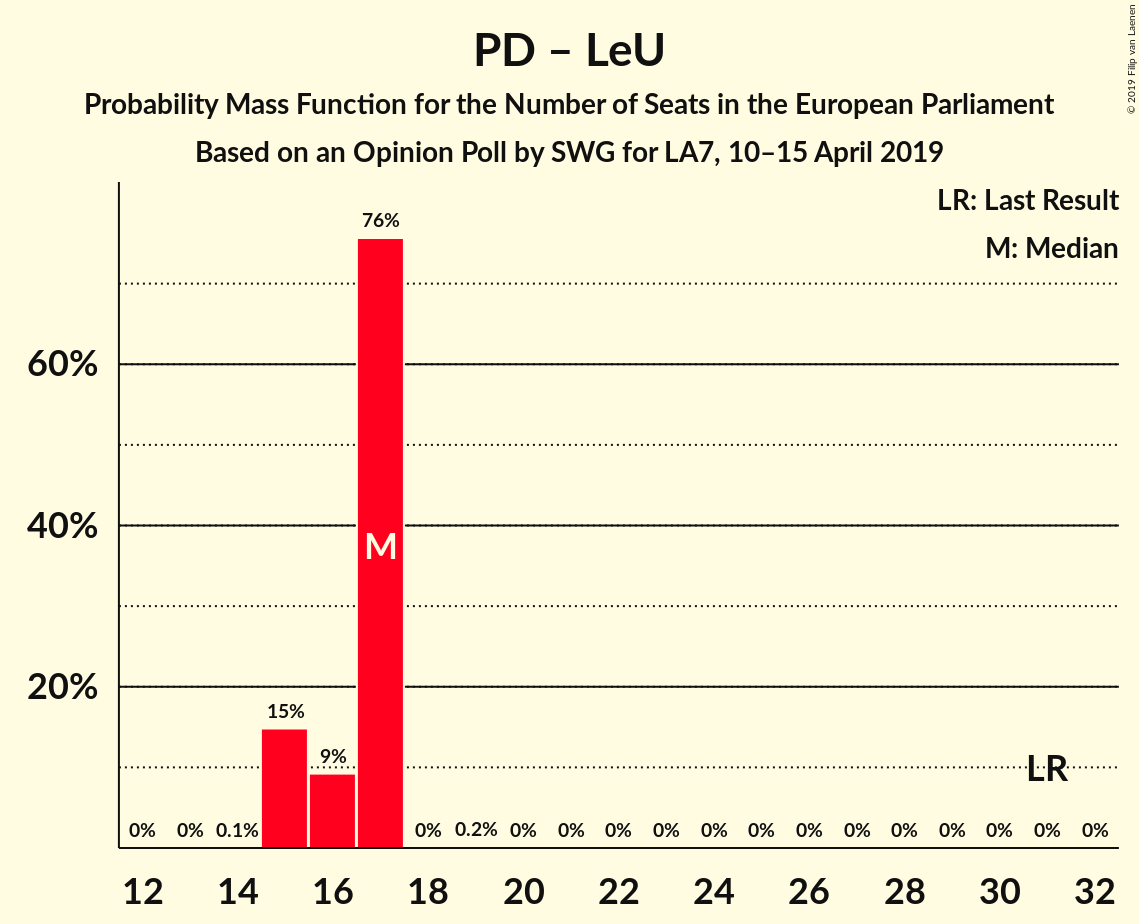 PD – LeU
Probability Mass Function for the Number of Seats in the European Parliament
Based on an Opinion Poll by SWG for LA7, 10–15 April 2019
© 2019 Filip van Laenen
LR: Last Result
M: Median
76%
60%
M
40%
20%
15%
9%
LR
0% 0% 0.1% 0% 0.2% 0% 0% 0% 0% 0% 0% 0% 0% 0% 0% 0% 0% 0%
12 14 16 18 20 22 24 26 28 30 32